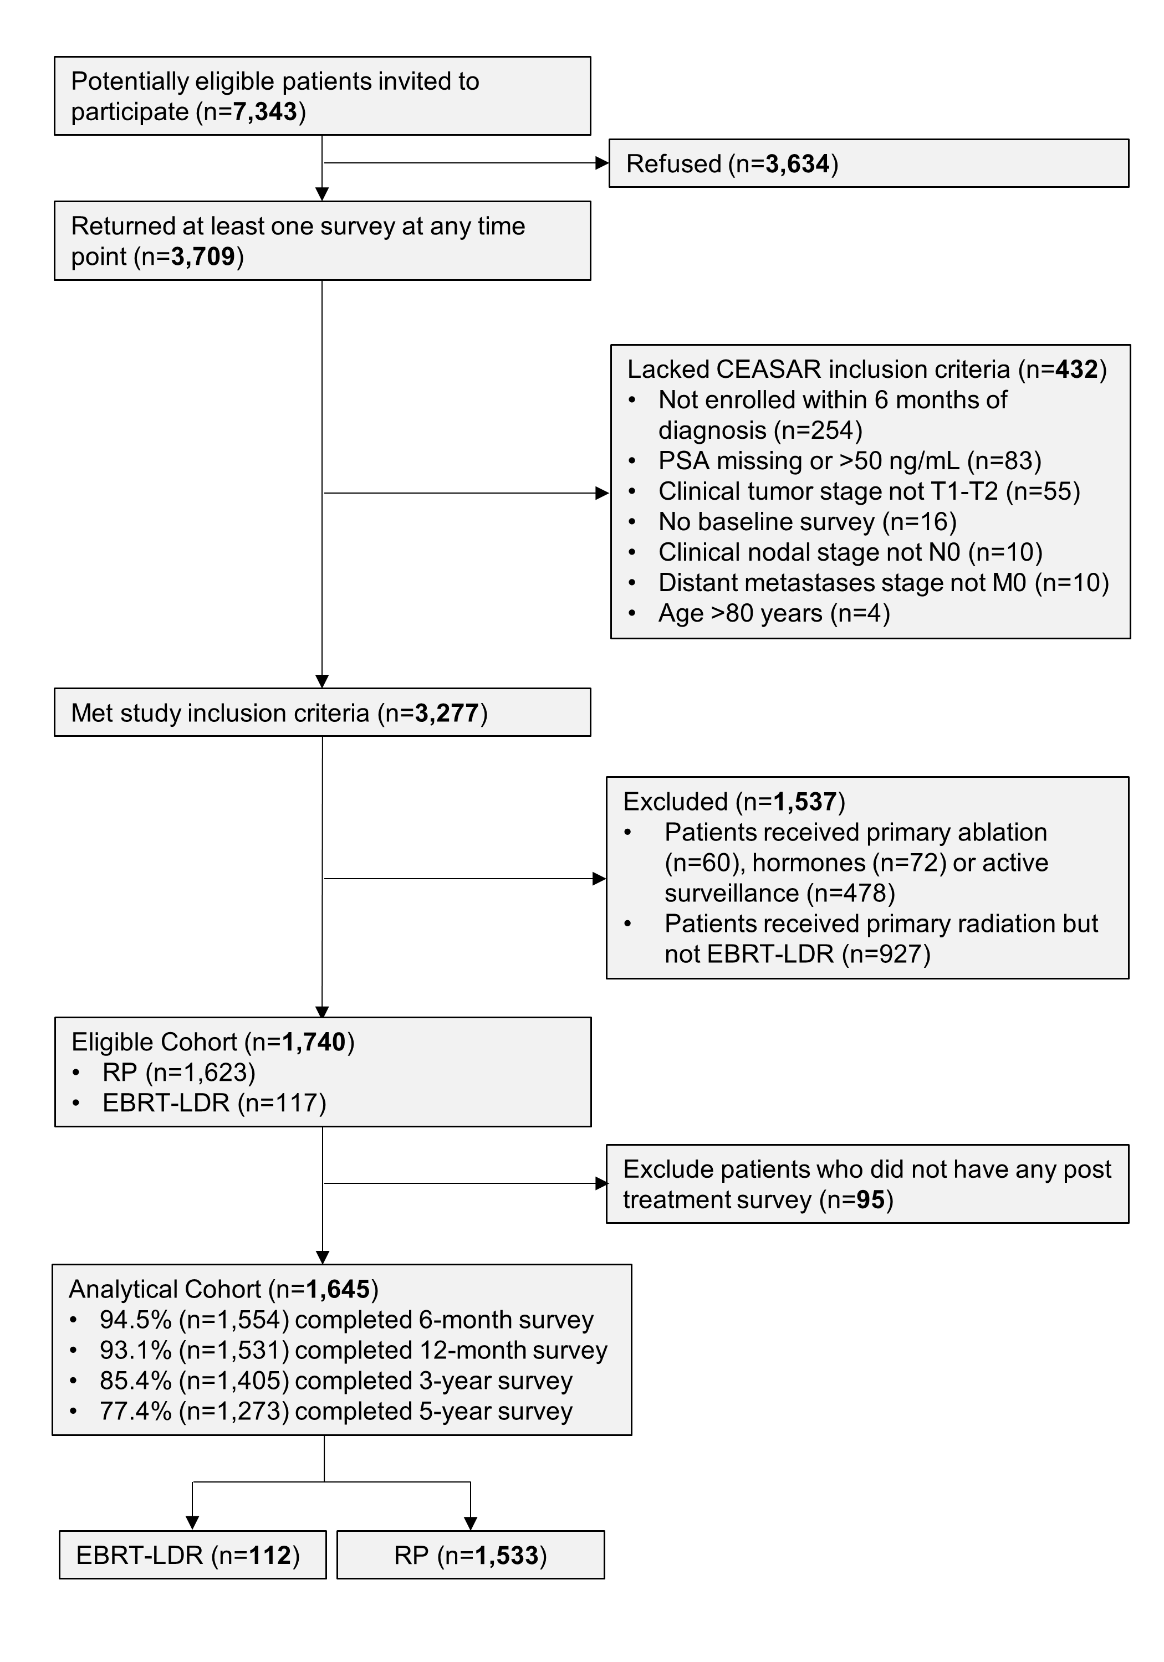 Potentially eligible patients invited to
participate (n=7,343)
Refused (n=3,634)
Returned at least one survey at any time
point (n=3,709)
Lacked CEASAR inclusion criteria (n=432)
• Not enrolled within 6 months of
diagnosis (n=254)
• PSA missing or >50 ng/mL (n=83)
• Clinical tumor stage not T1-T2 (n=55)
• No baseline survey (n=16)
• Clinical nodal stage not N0 (n=10)
• Distant metastases stage not M0 (n=10)
• Age >80 years (n=4)
Met study inclusion criteria (n=3,277)
Excluded (n=1,537)
• Patients received primary ablation
(n=60), hormones (n=72) or active
surveillance (n=478)
• Patients received primary radiation but
not EBRT-LDR (n=927)
Eligible Cohort (n=1,740)
• RP (n=1,623)
• EBRT-LDR (n=117)
Exclude patients who did not have any post
treatment survey (n=95)
Analytical Cohort (n=1,645)
• 94.5% (n=1,554) completed 6-month survey
• 93.1% (n=1,531) completed 12-month survey
• 85.4% (n=1,405) completed 3-year survey
• 77.4% (n=1,273) completed 5-year survey
EBRT-LDR (n=112)
RP (n=1,533)